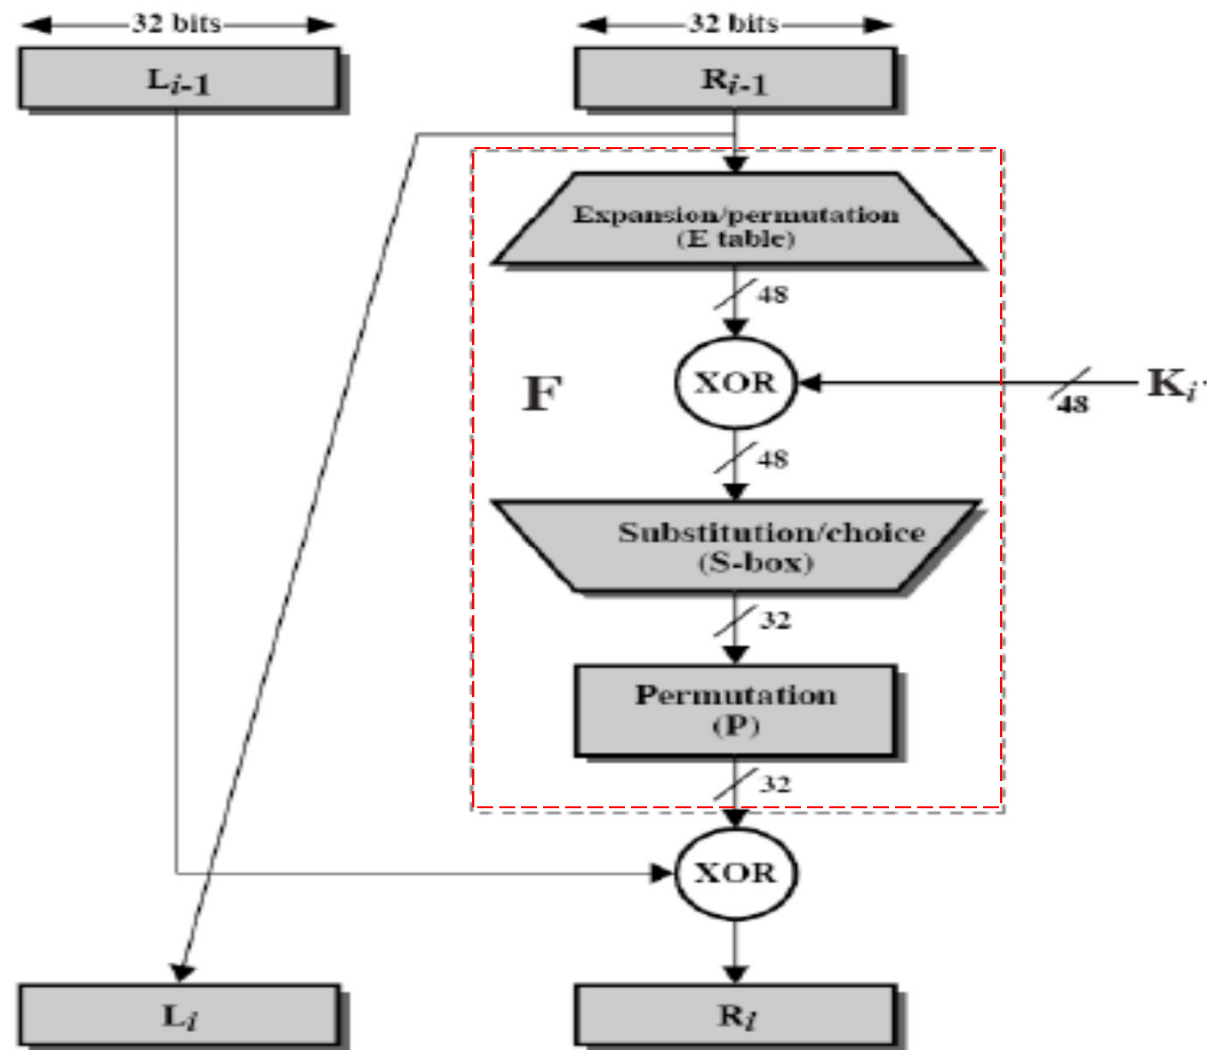 32 bits
32 bits
Li-1
Ri-1
Expansion/permutation
(E table)
48
F
XOR
48
Ki
48
Substitution/choice
(S-box)
32
Permutation
(P)
32
XOR
Li
Ri